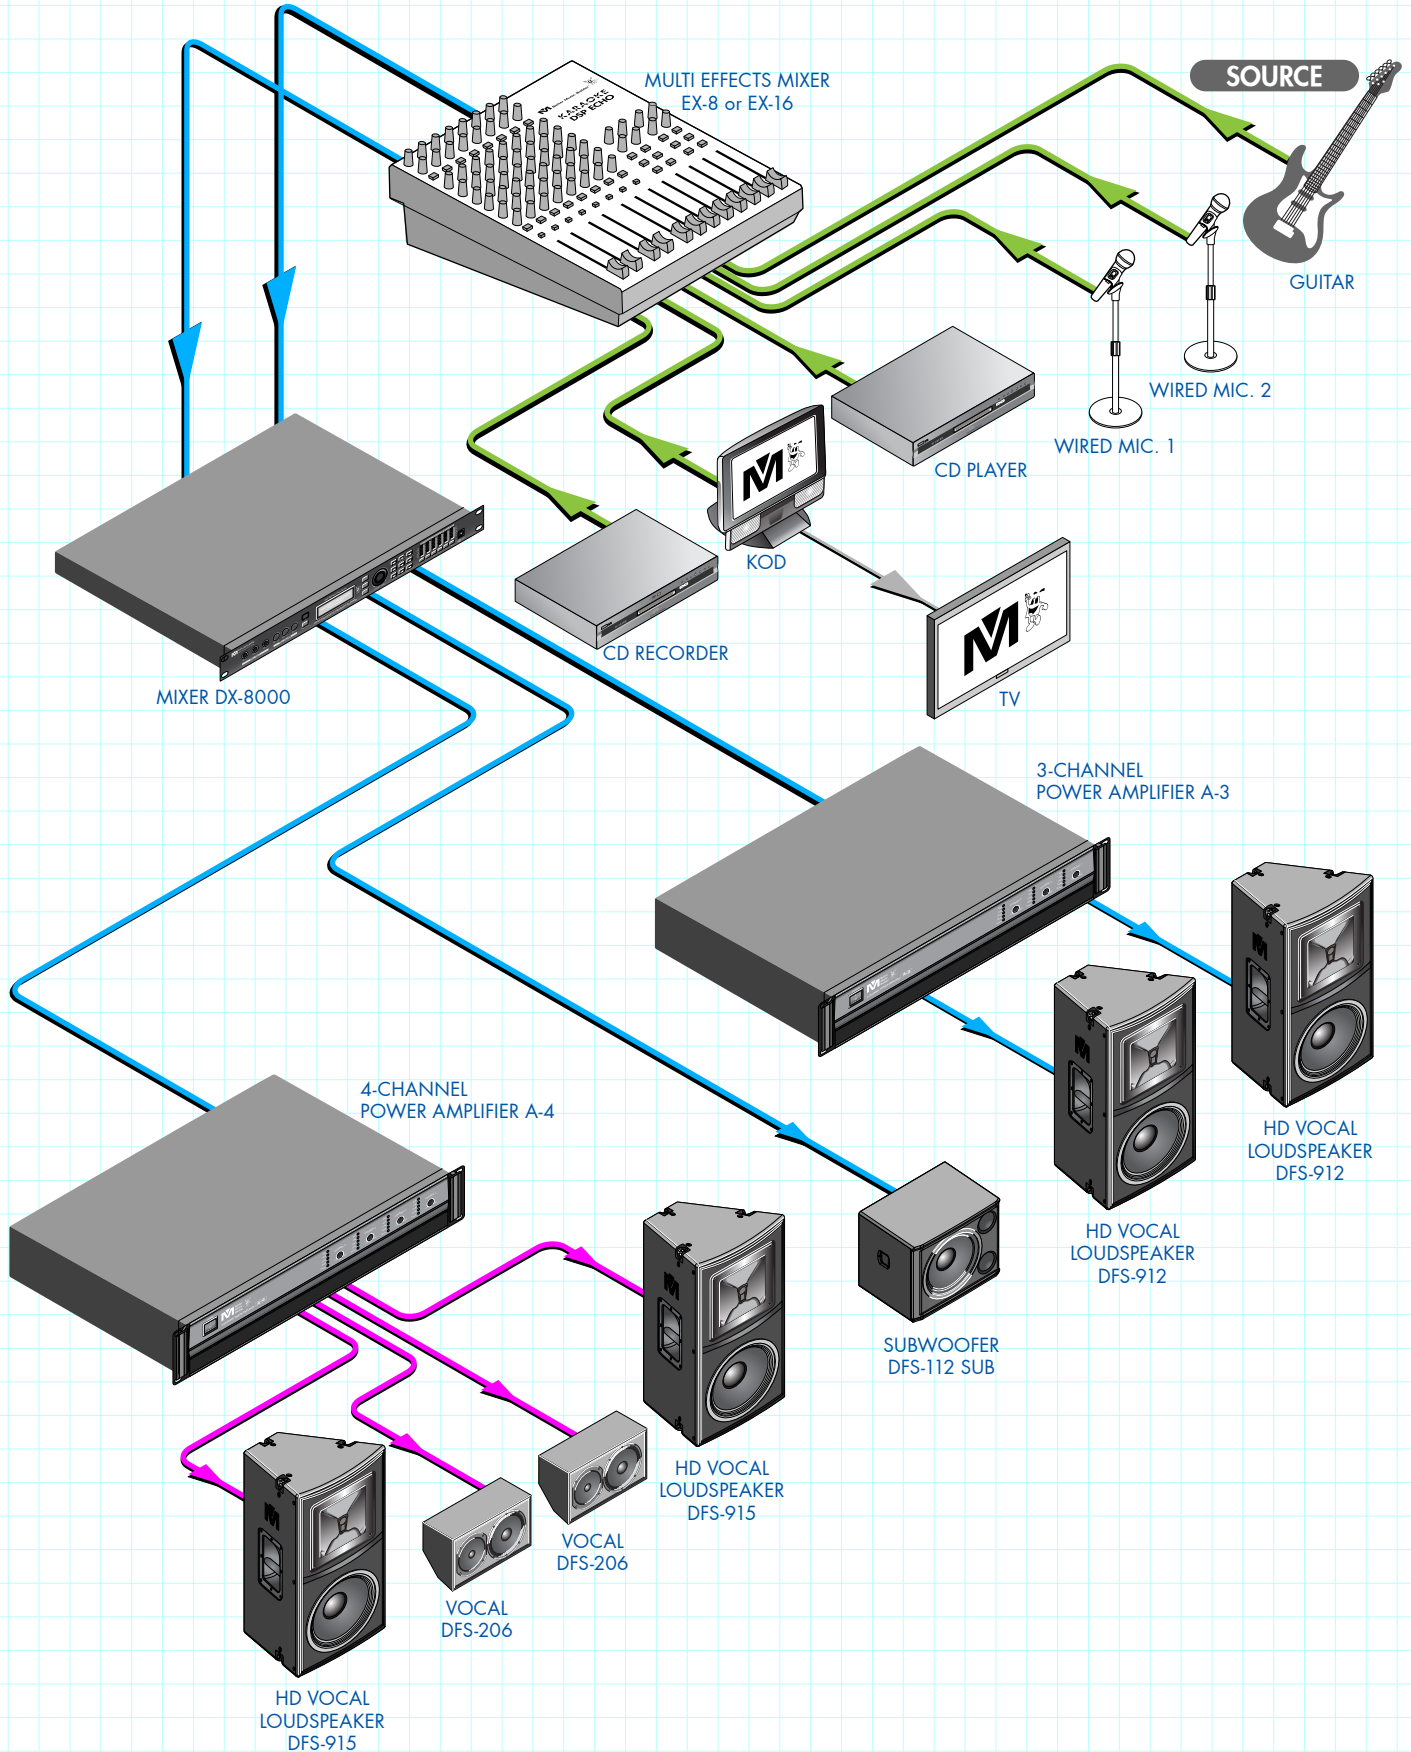 MULTI EFFECTS MIXER
EX-8 or EX-16
KARAOKE
DSP ECHO
SOURCE
GUITAR
WIRED MIC. 2
WIRED MIC. 1
CD PLAYER
KOD
CD RECORDER
TV
MIXER DX-8000
3-CHANNEL
POWER AMPLIFIER A-3
4-CHANNEL
POWER AMPLIFIER A-4
HD VOCAL
LOUDSPEAKER
DFS-912
HD VOCAL
LOUDSPEAKER
DFS-912
SUBWOOFER
DFS-112 SUB
HD VOCAL
LOUDSPEAKER
DFS-915
VOCAL
DFS-206
VOCAL
DFS-206
HD VOCAL
LOUDSPEAKER
DFS-915